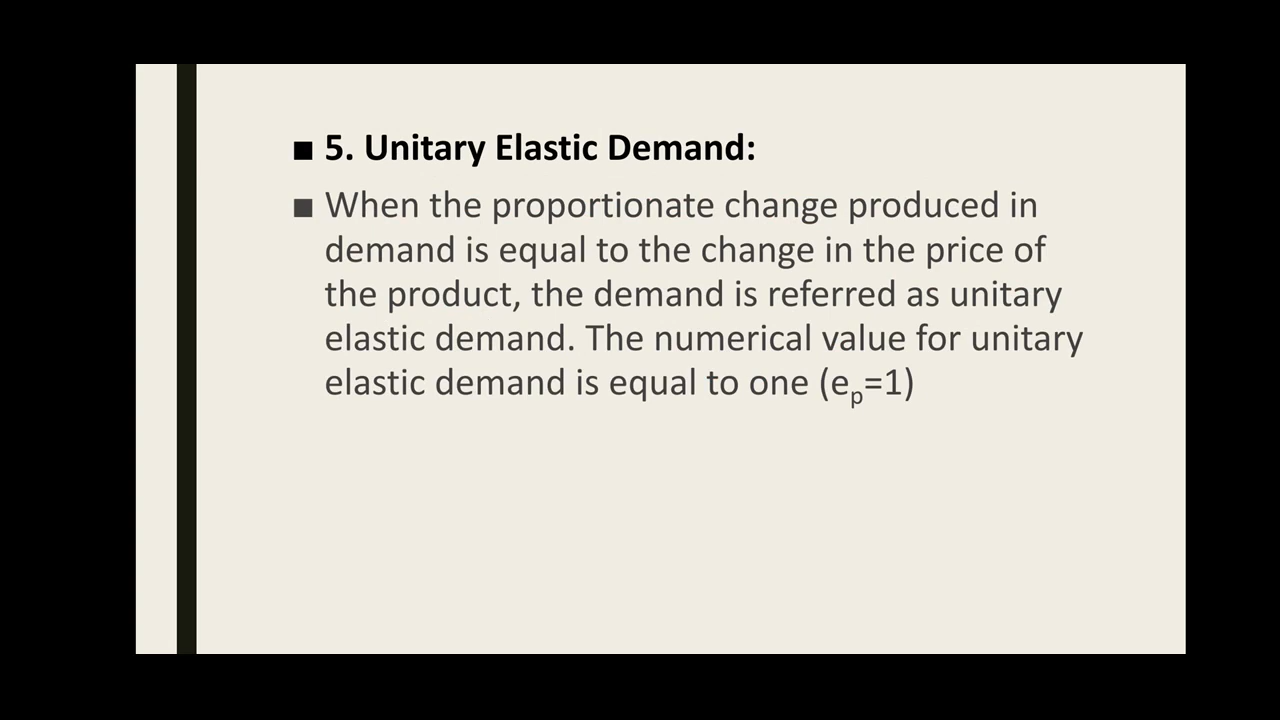 ■ 5. Unitary Elastic Demand:
■ When the proportionate change produced in
demand is equal to the change in the price of
the product, the demand is referred as unitary
elastic demand. The numerical value for unitary
elastic demand is equal to one (eₚ=1)